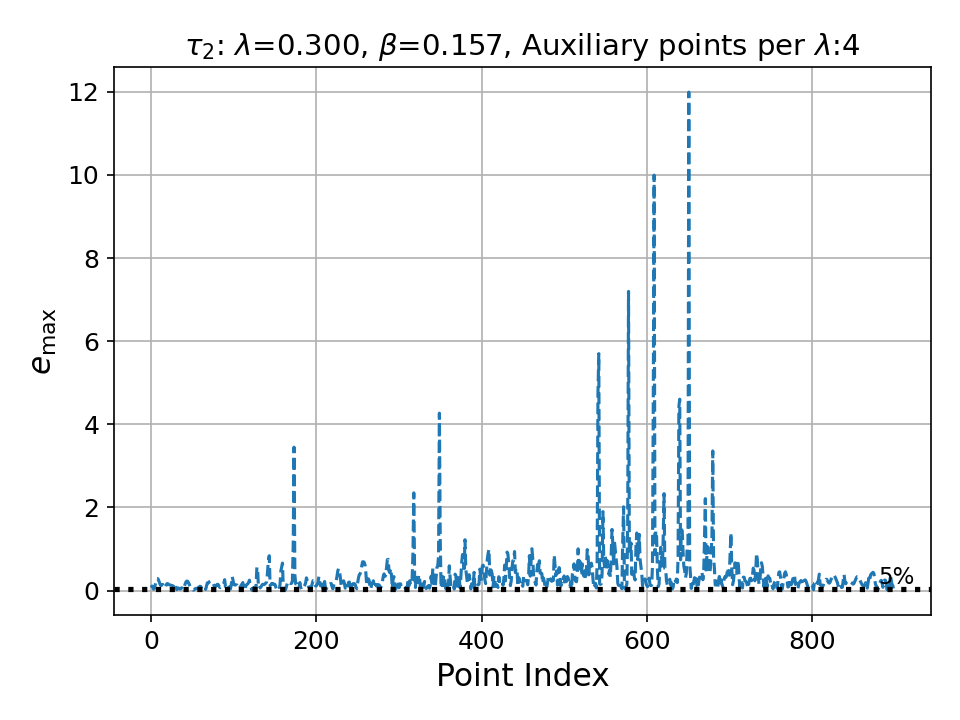 τ₂: λ=0.300, β=0.157, Auxiliary points per λ:4
12
10
8
6
4
2
0
e_max
5%
0 200 400 600 800
Point Index